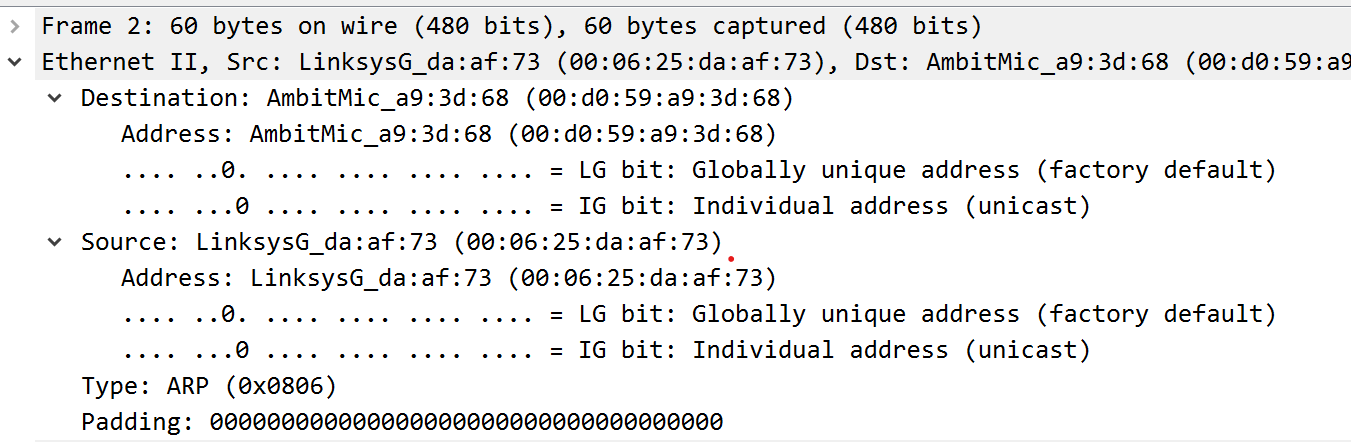 Frame 2: 60 bytes on wire (480 bits), 60 bytes captured (480 bits)
Ethernet II, Src: LinksysG_da:af:73 (00:06:25:da:af:73), Dst: AmbitMic_a9:3d:68 (00:d0:59:a9
Destination: AmbitMic_a9:3d:68 (00:d0:59:a9:3d:68)
Address: AmbitMic_a9:3d:68 (00:d0:59:a9:3d:68)
.... ..0. .... .... .... .... = LG bit: Globally unique address (factory default)
.... ...0 .... .... .... .... = IG bit: Individual address (unicast)
Source: LinksysG_da:af:73 (00:06:25:da:af:73)
Address: LinksysG_da:af:73 (00:06:25:da:af:73)
.... ..0. .... .... .... .... = LG bit: Globally unique address (factory default)
.... ...0 .... .... .... .... = IG bit: Individual address (unicast)
Type: ARP (0x0806)
Padding: 000000000000000000000000000000000000